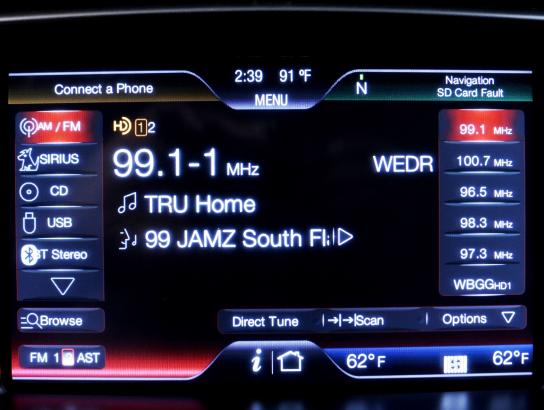 2:39 91 ºF
Connect a Phone
MENU
N
Navigation
SD Card Fault
AM / FM
SIRIUS
CD
USB
BT Stereo
Browse
HD 1 2
99.1-1 MHz
WEDR
TRU Home
99 JAMZ South Fl
99.1 MHz
100.7 MHz
96.5 MHz
98.3 MHz
97.3 MHz
WBGGHD1
Direct Tune
Scan
Options
FM 1 AST
i
62° F
62° F